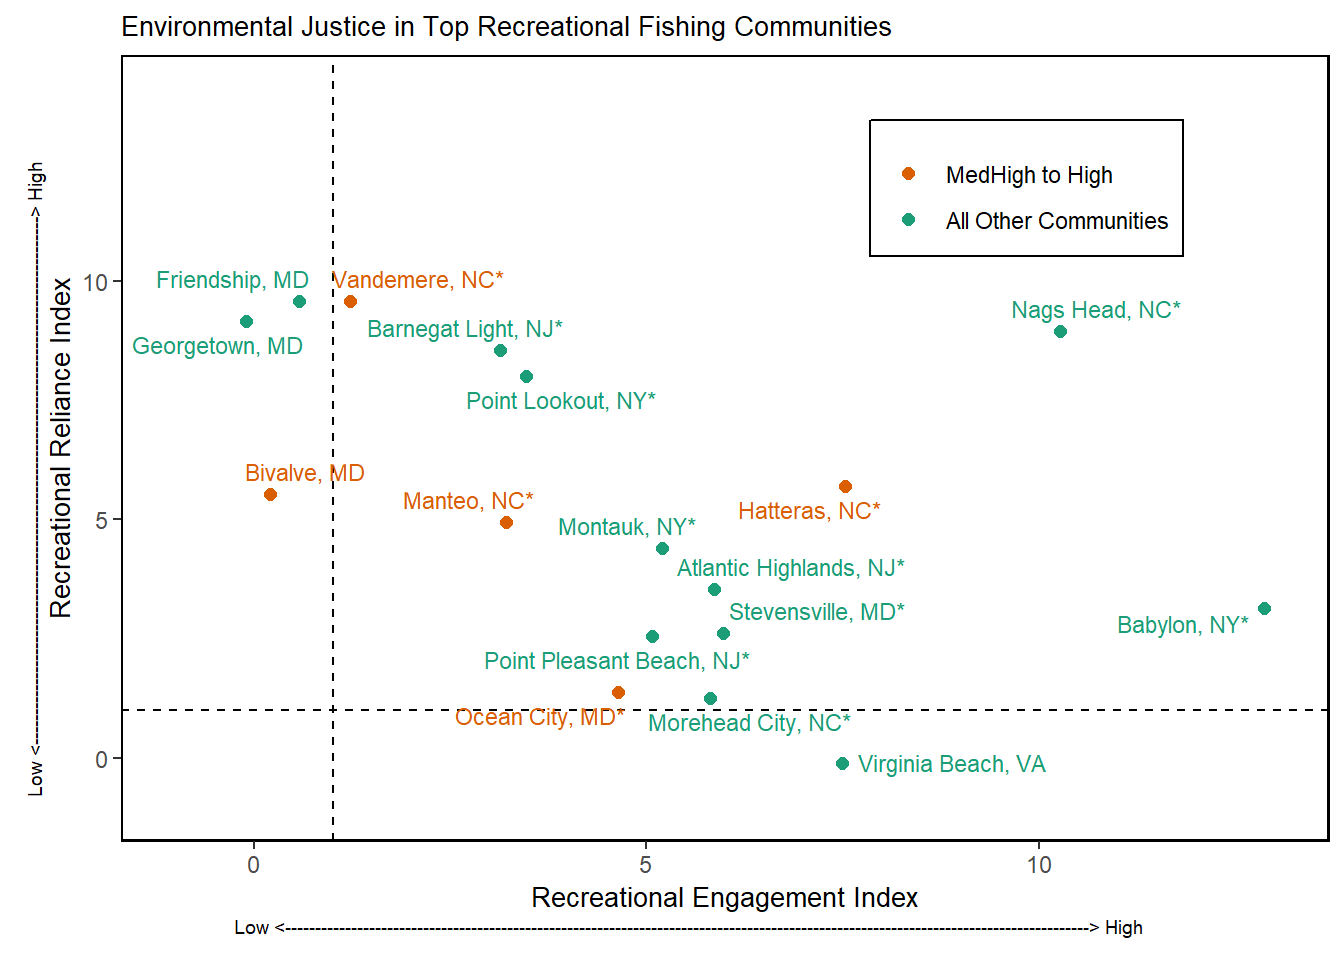 Environmental Justice in Top Recreational Fishing Communities
MedHigh to High
All Other Communities
Friendship, MD
Vandemere, NC*
Georgetown, MD
Barnegat Light, NJ*
Nags Head, NC*
Point Lookout, NY*
Bivalve, MD
Manteo, NC*
Hatteras, NC*
Montauk, NY*
Atlantic Highlands, NJ*
Stevensville, MD*
Babylon, NY*
Point Pleasant Beach, NJ*
Ocean City, MD*
Morehead City, NC*
Virginia Beach, VA
10
5
0
Recreational Reliance Index
Low <--------------------------------------------------------------------------------------------> High
0
5
10
Recreational Engagement Index
Low <--------------------------------------------------------------------------------------------------------------------------------------> High